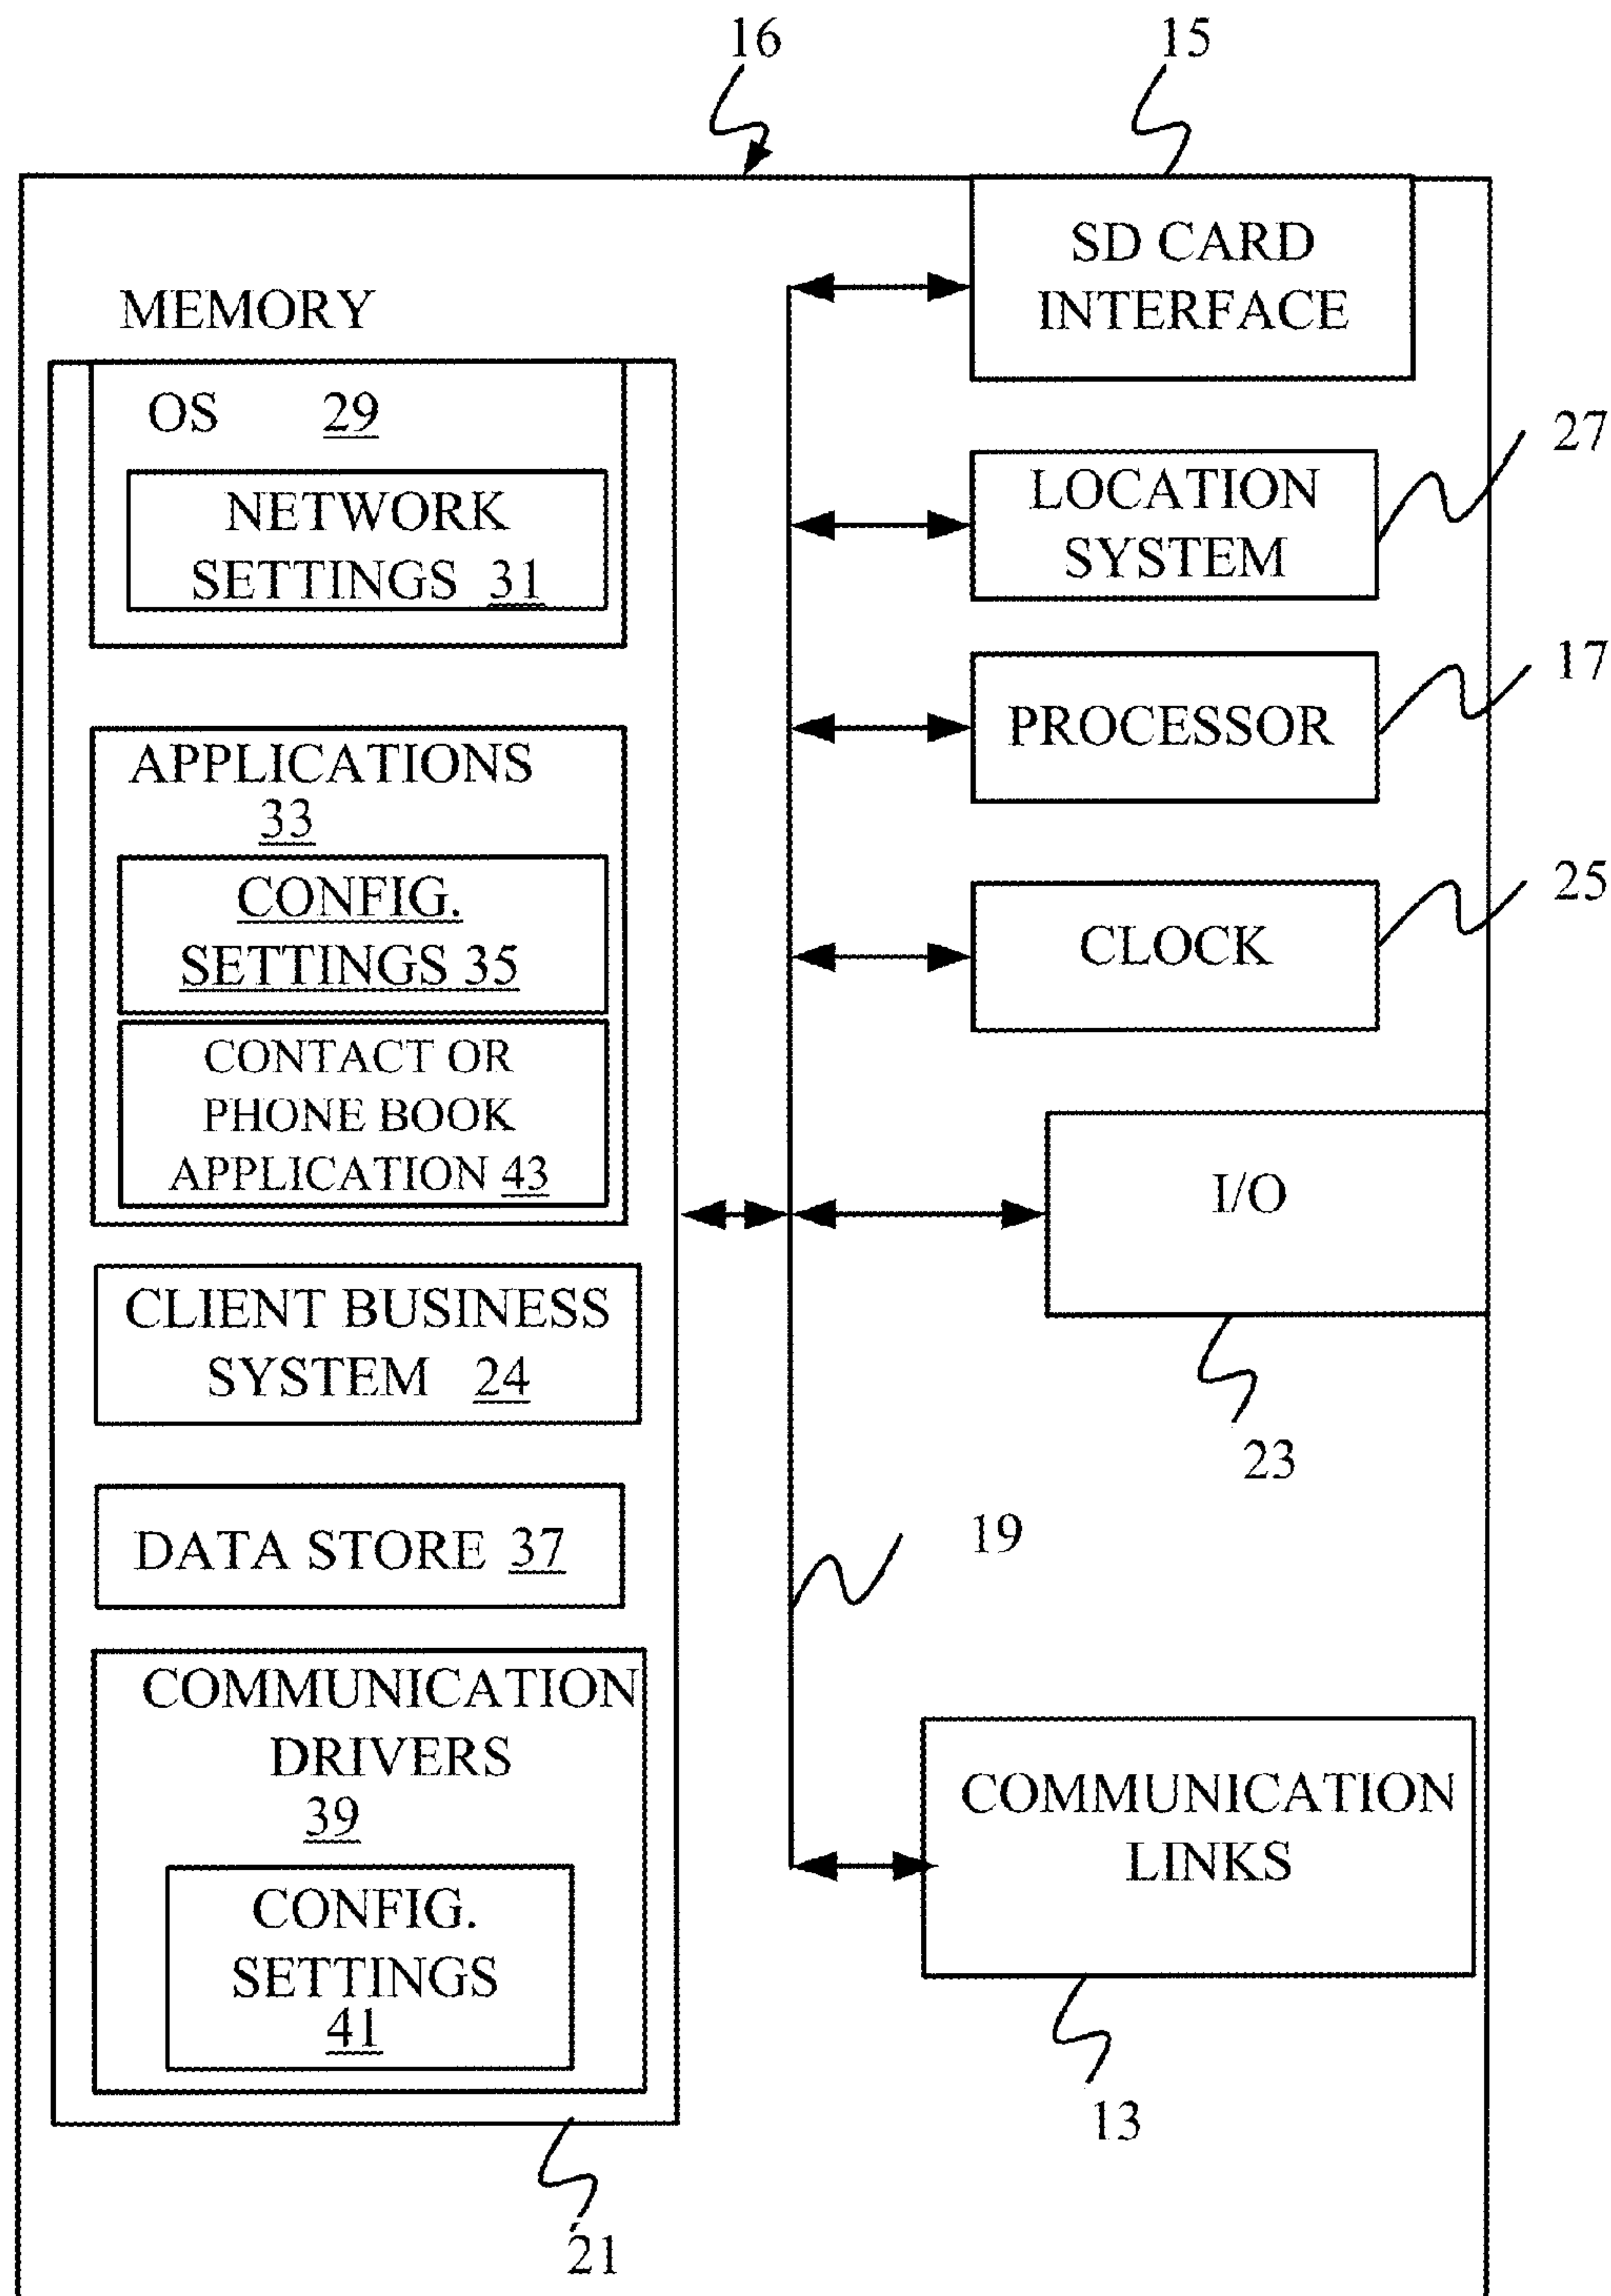 16
15
SD CARD
INTERFACE
MEMORY
OS 29
NETWORK
SETTINGS 31
APPLICATIONS
33
CONFIG.
SETTINGS 35
CONTACT OR
PHONE BOOK
APPLICATION 43
CLIENT BUSINESS
SYSTEM 24
DATA STORE 37
COMMUNICATION
DRIVERS
39
CONFIG.
SETTINGS
41
21
LOCATION
SYSTEM
27
PROCESSOR
17
CLOCK
25
I/O
23
19
COMMUNICATION
LINKS
13